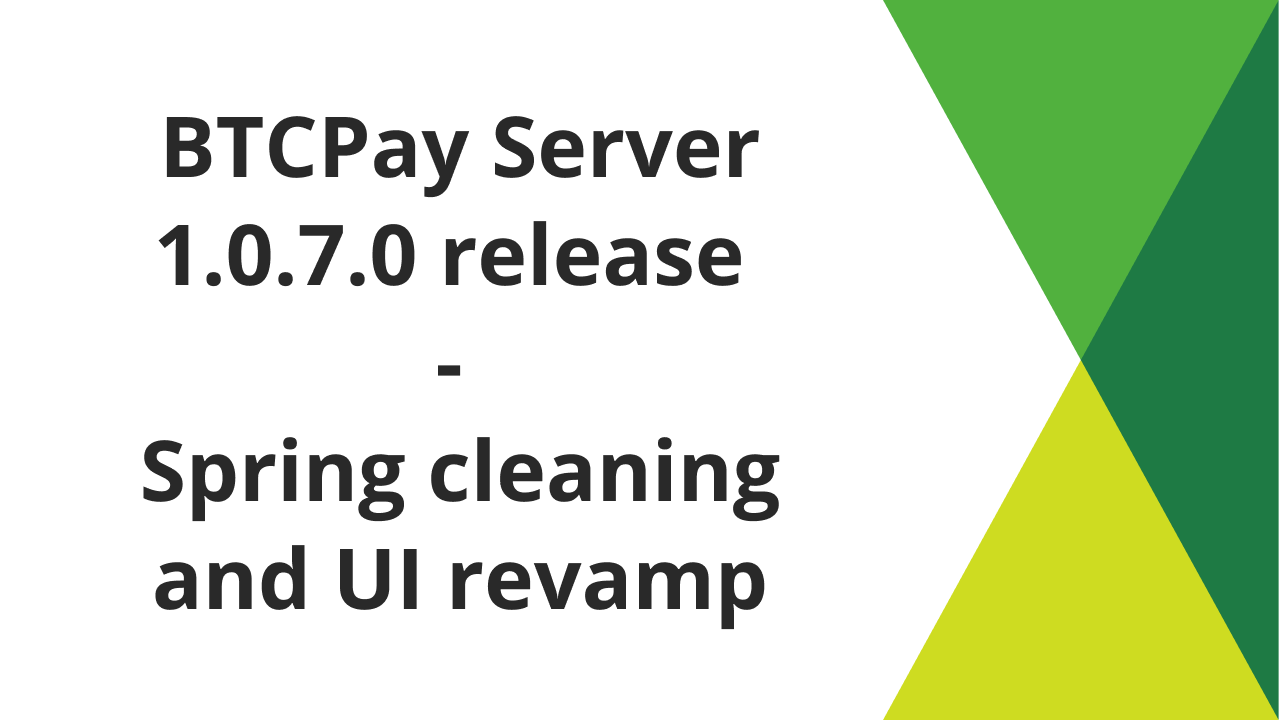 BTCPay Server
1.0.7.0 release
-
Spring cleaning
and UI revamp